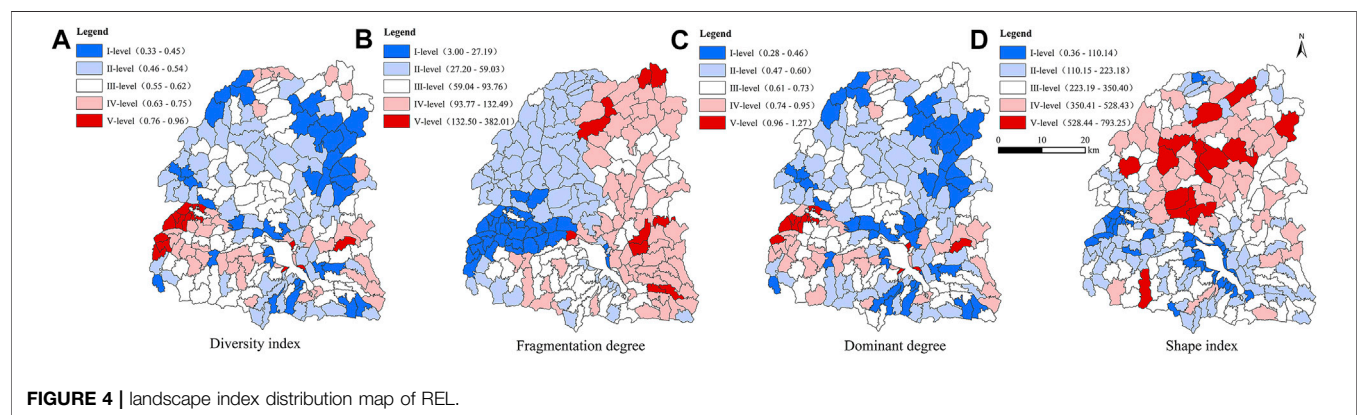 A
Legend
I-level（0.33 - 0.45）
II-level（0.46 - 0.54）
III-level（0.55 - 0.62）
IV-level（0.63 - 0.75）
V-level（0.76 - 0.96）
Diversity index
B
Legend
I-level（3.00 - 27.19）
II-level（27.20 - 59.03）
III-level（59.04 - 93.76）
IV-level（93.77 - 132.49）
V-level（132.50 - 382.01）
Fragmentation degree
C
Legend
I-level（0.28 - 0.46）
II-level（0.47 - 0.60）
III-level（0.61 - 0.73）
IV-level（0.74 - 0.95）
V-level（0.96 - 1.27）
Dominant degree
D
Legend
I-level（0.36 - 110.14）
II-level（110.15 - 223.18）
III-level（223.19 - 350.40）
IV-level（350.41 - 528.43）
V-level（528.44 - 793.25）
0 10 20
km
N
Shape index
FIGURE 4 | landscape index distribution map of REL.